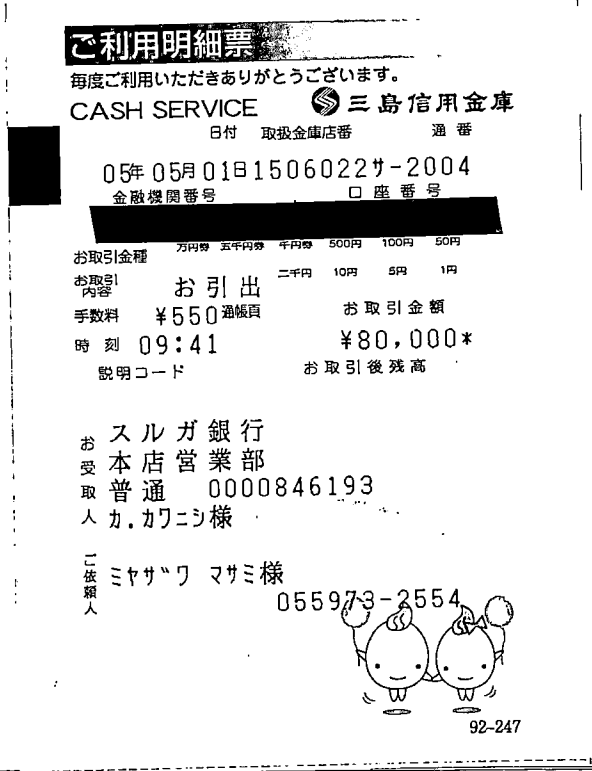 ご利用明細票
毎度ご利用いただきありがとうございます。
CASH SERVICE 三島信用金庫
日付 取扱金庫店番 通番
05年05月01日1506022サ-2004
金融機関番号 口座番号
お取引金種 万円券 五千円券 千円券 500円 100円 50円
二千円 10円 5円 1円
お取引内容 お引出
手数料 ¥550 通帳頁 お取引金額
時刻 09:41 ¥80,000*
説明コード お取引後残高
お受取人 スルガ銀行
本店営業部
普通 0000846193
カ.カワニシ様
ご依頼人 ミヤザワ マサミ様
055973-2554
92-247